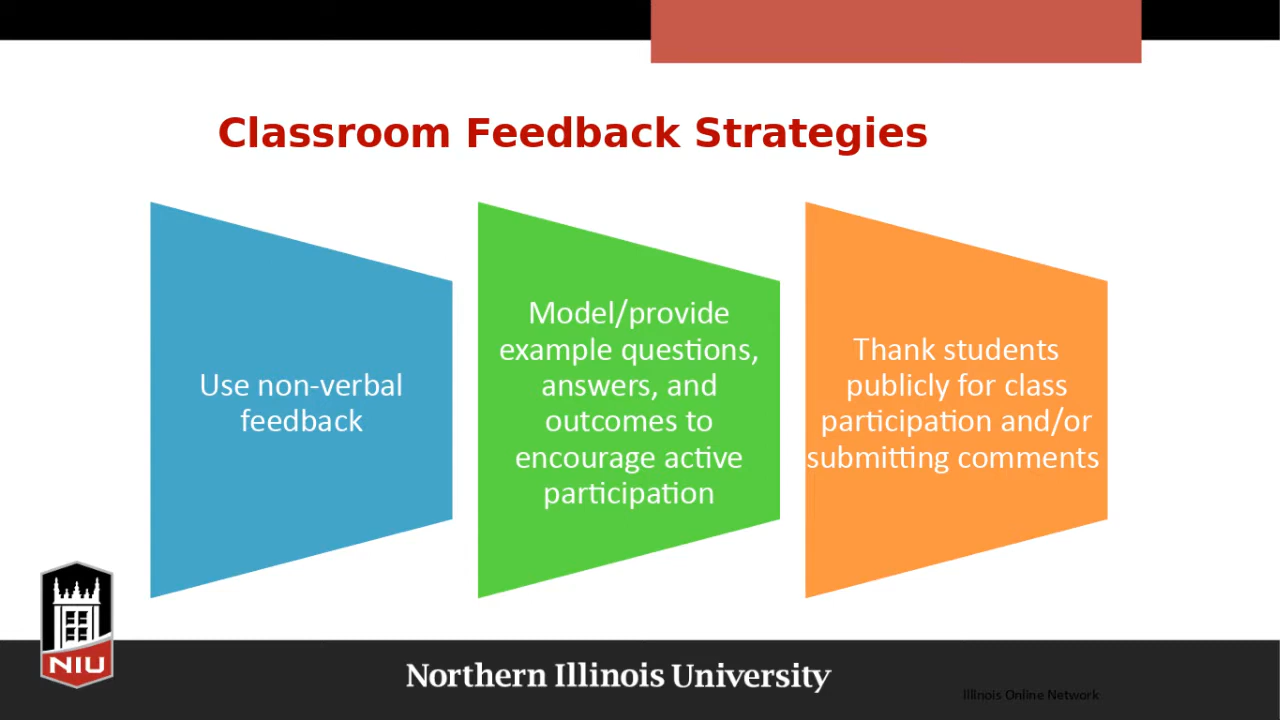 Classroom Feedback Strategies
Use non-verbal
feedback
Model/provide
example questions,
answers, and
outcomes to
encourage active
participation
Thank students
publicly for class
participation and/or
submitting comments
NIU
Northern Illinois University
Illinois Online Network